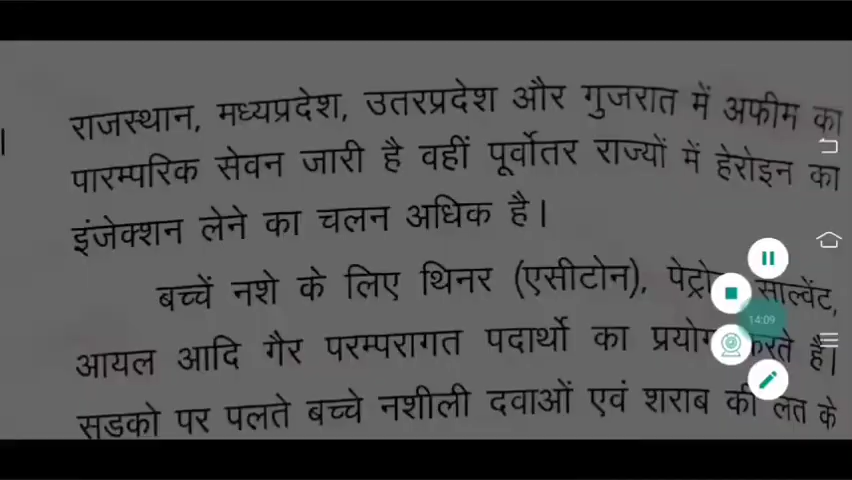 राजस्थान, मध्यप्रदेश, उतरप्रदेश और गुजरात में अफीम का
पारम्परिक सेवन जारी है वहीं पूर्वोतर राज्यों में हेरोइन का
इंजेक्शन लेने का चलन अधिक है।
बच्चें नशे के लिए थिनर (एसीटोन), साल्वेंट,
आयल आदि गैर परम्परागत पदार्थो का प्रयोग करते है।
सडको पर पलते बच्चे नशीली दवाओं एवं शराब की लत के
14:09